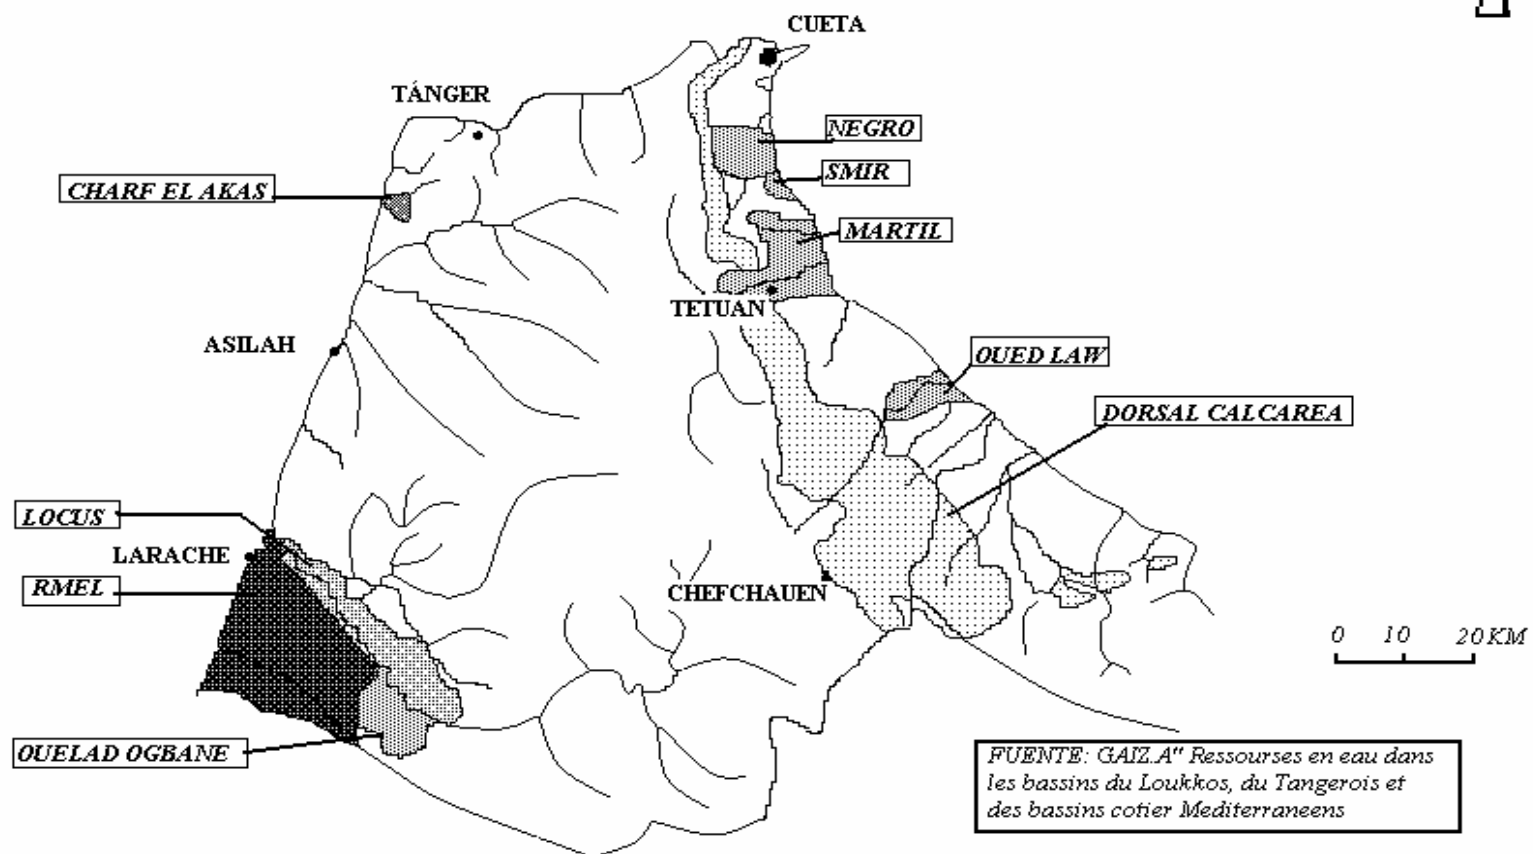 CUETA
TÁNGER
NEGRO
SMIR
CHARF EL AKAS
MARTIL
TETUAN
ASILAH
OUED LAW
DORSAL CALCAREA
LOCUS
LARACHE
RMEL
CHEFCHAUEN
0 10 20 KM
OUELAD OGBANE
FUENTE: GAIZ.A" Ressourses en eau dans
les bassins du Loukkos, du Tangerois et
des bassins cotier Mediterraneens